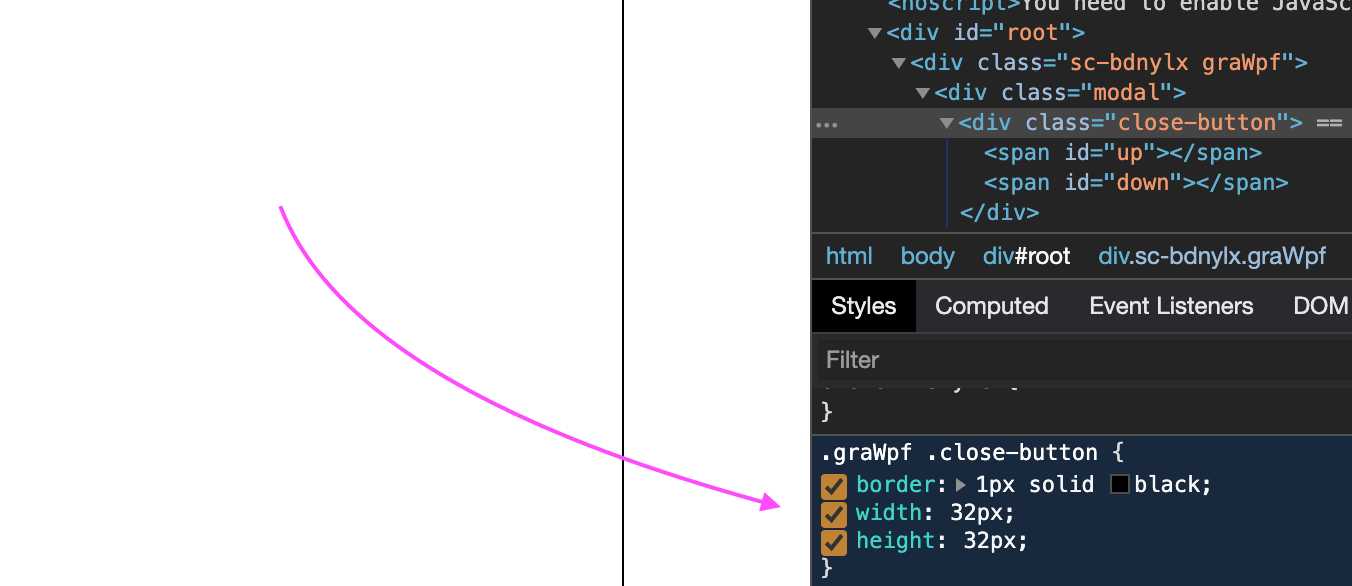 <noscript>You need to enable JavaSc
<div id="root">
<div class="sc-bdnylx graWpf">
<div class="modal">
… <div class="close-button"> ==
<span id="up"></span>
<span id="down"></span>
</div>
html body div#root div.sc-bdnylx.graWpf
Styles Computed Event Listeners DOM
Filter
}
.graWpf .close-button {
border: 1px solid black;
width: 32px;
height: 32px;
}